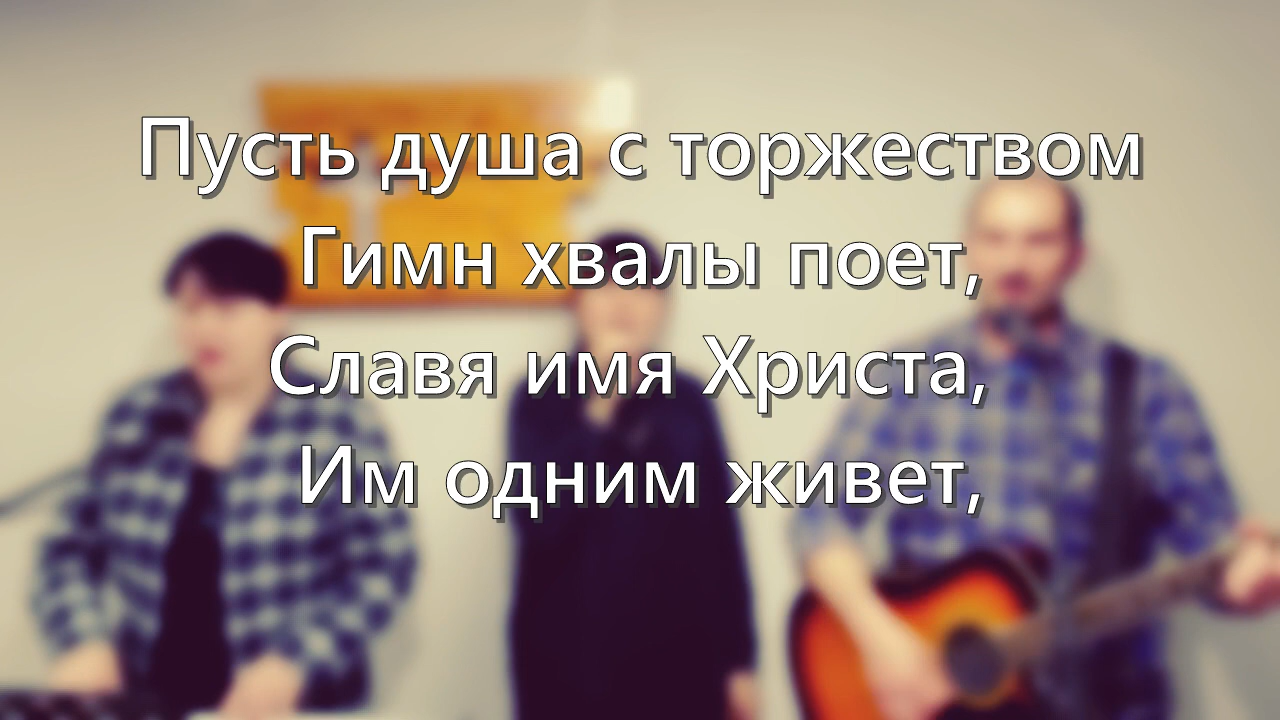 Пусть душа с торжеством
Гимн хвалы поет,
Славя имя Христа,
Им одним живет,